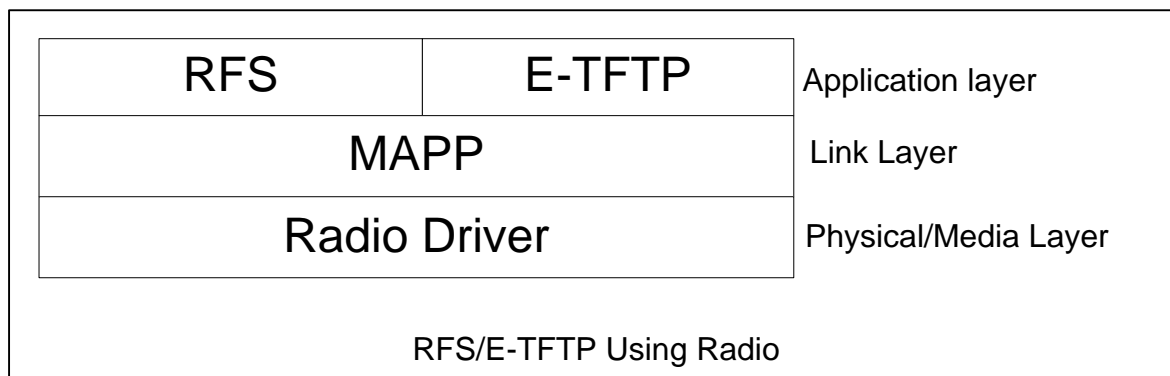 RFS E-TFTP Application layer
MAPP Link Layer
Radio Driver Physical/Media Layer
RFS/E-TFTP Using Radio